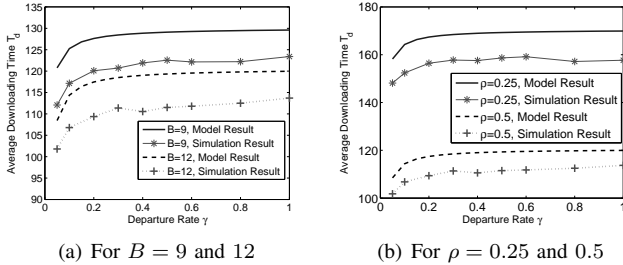 Average Downloading Time T_d
135
130
125
120
115
110
105
100
95
90
0 0.2 0.4 0.6 0.8 1
Departure Rate γ
B=9, Model Result
B=9, Simulation Result
B=12, Model Result
B=12, Simulation Result
(a) For B = 9 and 12
Average Downloading Time T_d
180
160
140
120
100
0 0.2 0.4 0.6 0.8 1
Departure Rate γ
ρ=0.25, Model Result
ρ=0.25, Simulation Result
ρ=0.5, Model Result
ρ=0.5, Simulation Result
(b) For ρ = 0.25 and 0.5